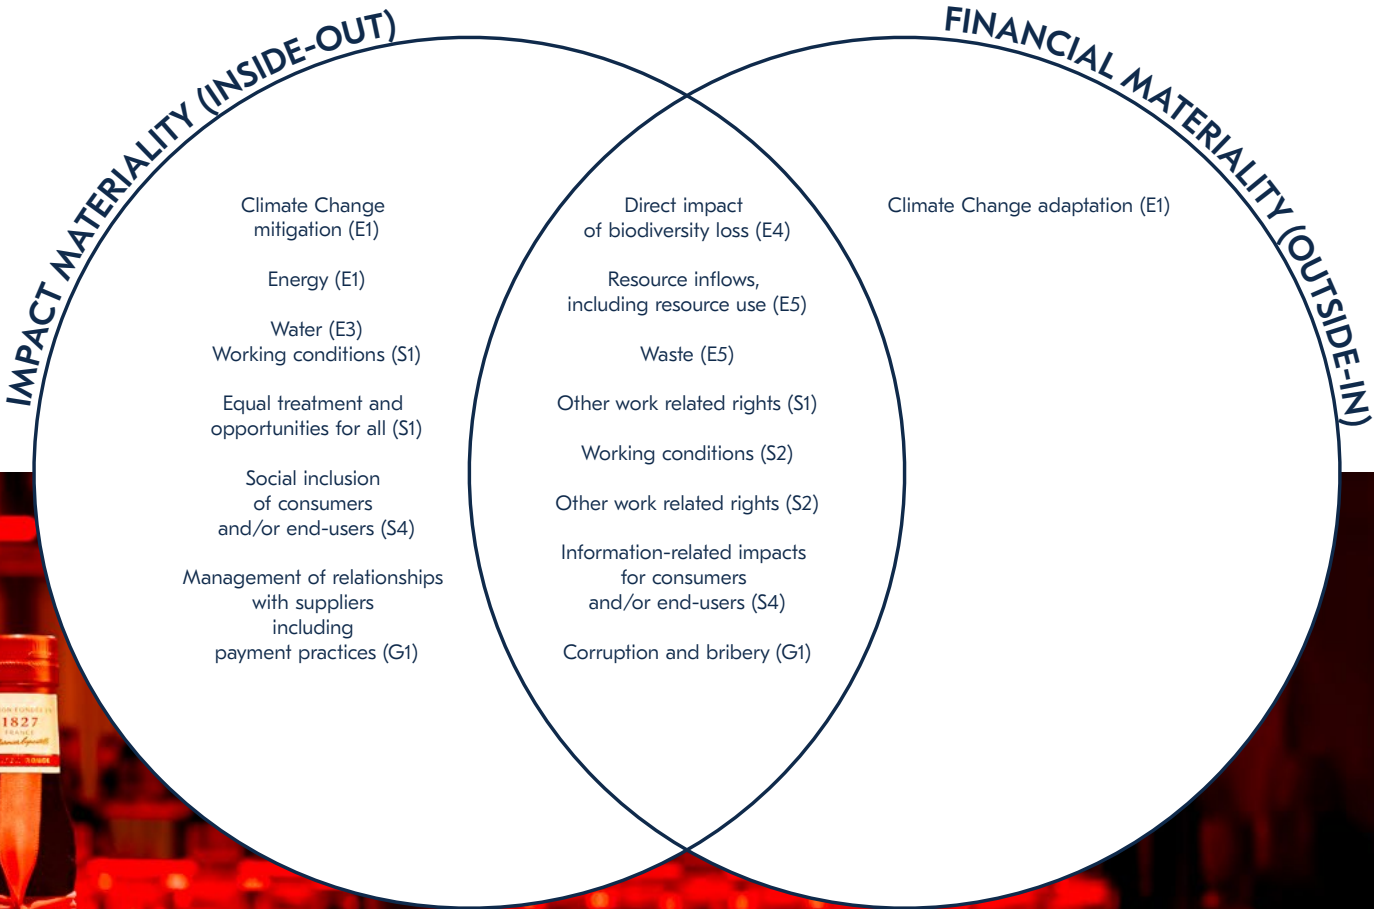 IMPACT MATERIALITY (INSIDE-OUT)
FINANCIAL MATERIALITY (OUTSIDE-IN)
Climate Change
mitigation (E1)
Energy (E1)
Water (E3)
Working conditions (S1)
Equal treatment and
opportunities for all (S1)
Social inclusion
of consumers
and/or end-users (S4)
Management of relationships
with suppliers
including
payment practices (G1)
Direct impact
of biodiversity loss (E4)
Resource inflows,
including resource use (E5)
Waste (E5)
Other work related rights (S1)
Working conditions (S2)
Other work related rights (S2)
Information-related impacts
for consumers
and/or end-users (S4)
Corruption and bribery (G1)
Climate Change adaptation (E1)
1827
FRANCE